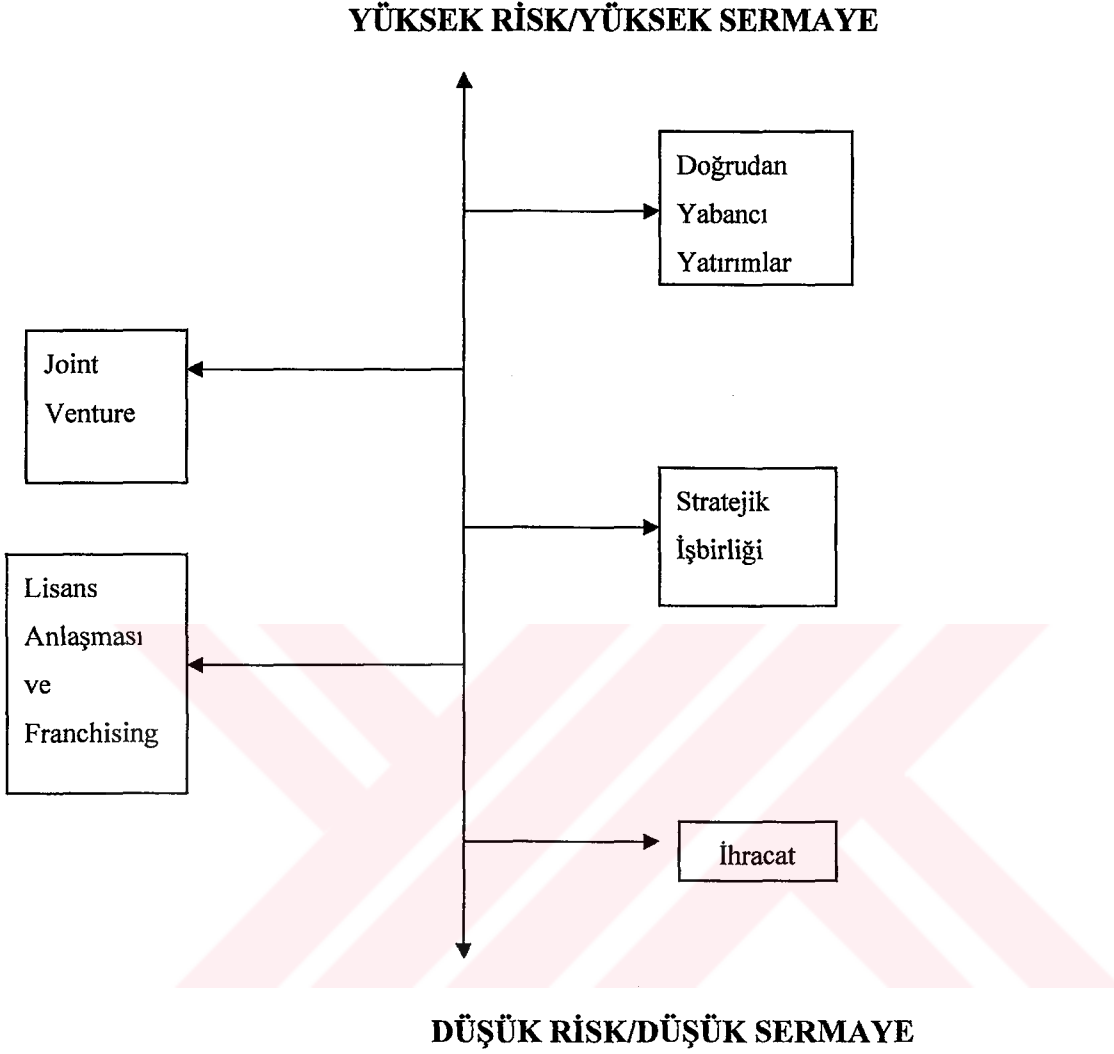 YÜKSEK RİSK/YÜKSEK SERMAYE
Doğrudan
Yabancı
Yatırımlar
Joint
Venture
Stratejik
İşbirliği
Lisans
Anlaşması
ve
Franchising
İhracat
DÜŞÜK RİSK/DÜŞÜK SERMAYE